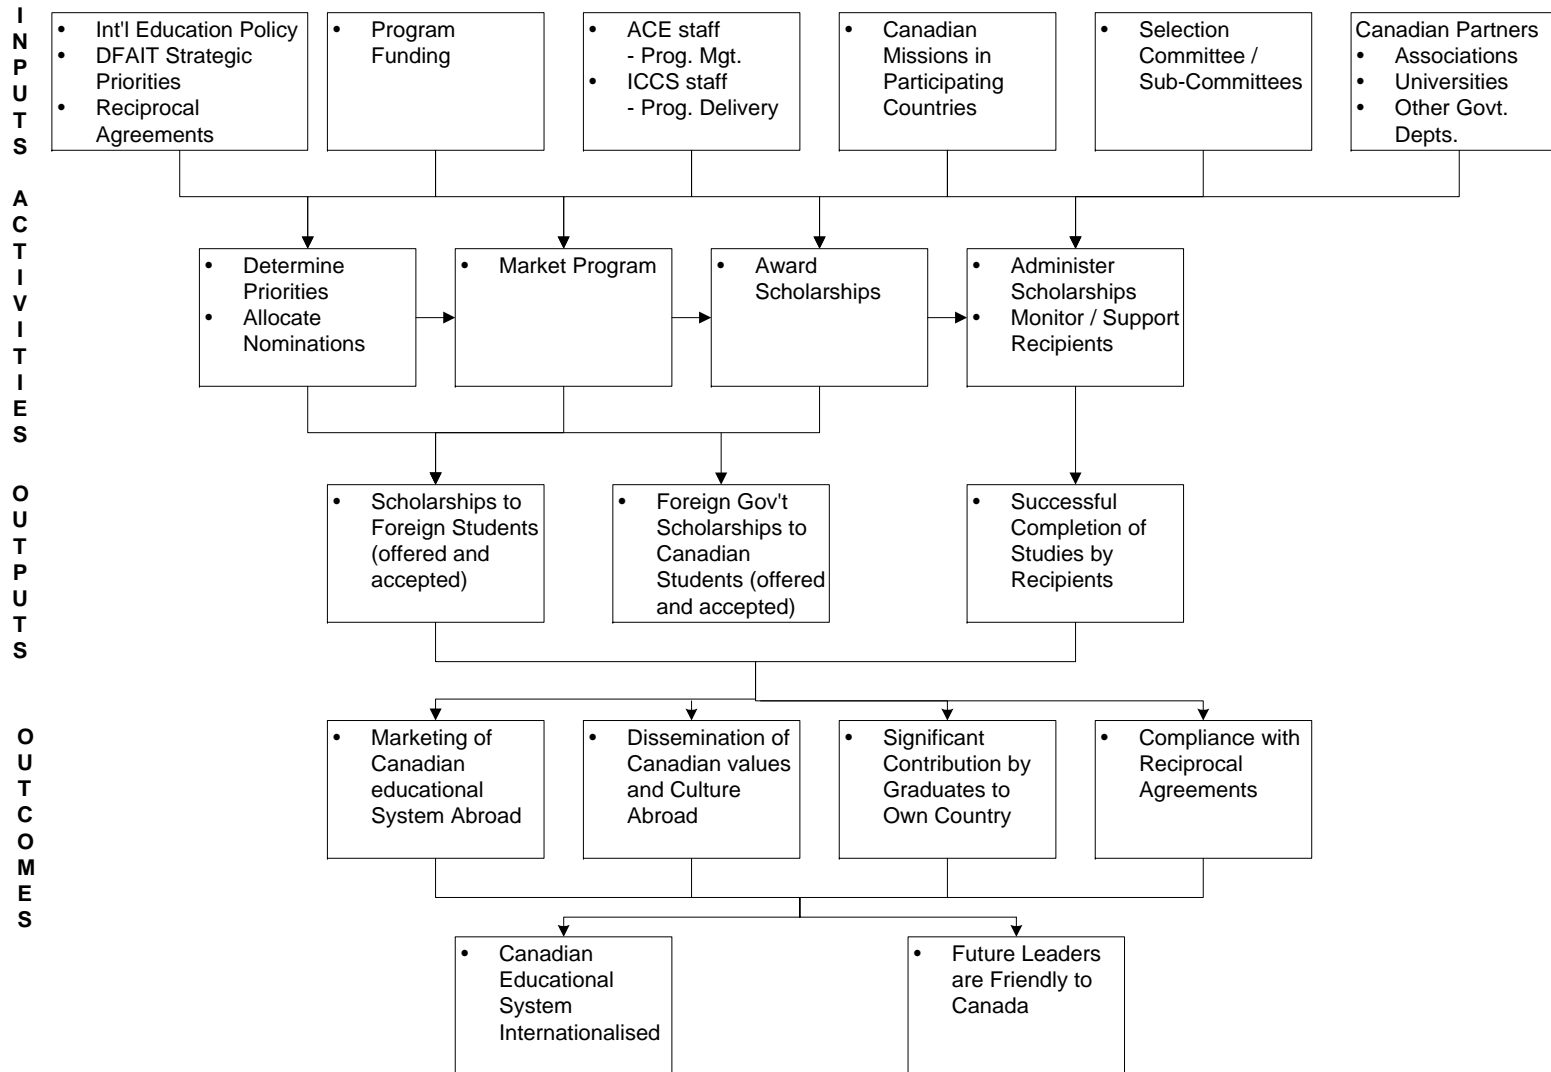 INPUTS
• Int'l Education Policy
• DFAIT Strategic
Priorities
• Reciprocal
Agreements
• Program
Funding
• ACE staff
- Prog. Mgt.
• ICCS staff
- Prog. Delivery
• Canadian
Missions in
Participating
Countries
• Selection
Committee /
Sub-Committees
Canadian Partners
• Associations
• Universities
• Other Govt.
Depts.
ACTIVITIES
• Determine
Priorities
• Allocate
Nominations
• Market Program
• Award
Scholarships
• Administer
Scholarships
• Monitor / Support
Recipients
OUTPUTS
• Scholarships to
Foreign Students
(offered and
accepted)
• Foreign Gov't
Scholarships to
Canadian
Students (offered
and accepted)
• Successful
Completion of
Studies by
Recipients
OUTCOMES
• Marketing of
Canadian
educational
System Abroad
• Dissemination of
Canadian values
and Culture
Abroad
• Significant
Contribution by
Graduates to
Own Country
• Compliance with
Reciprocal
Agreements
• Canadian
Educational
System
Internationalised
• Future Leaders
are Friendly to
Canada